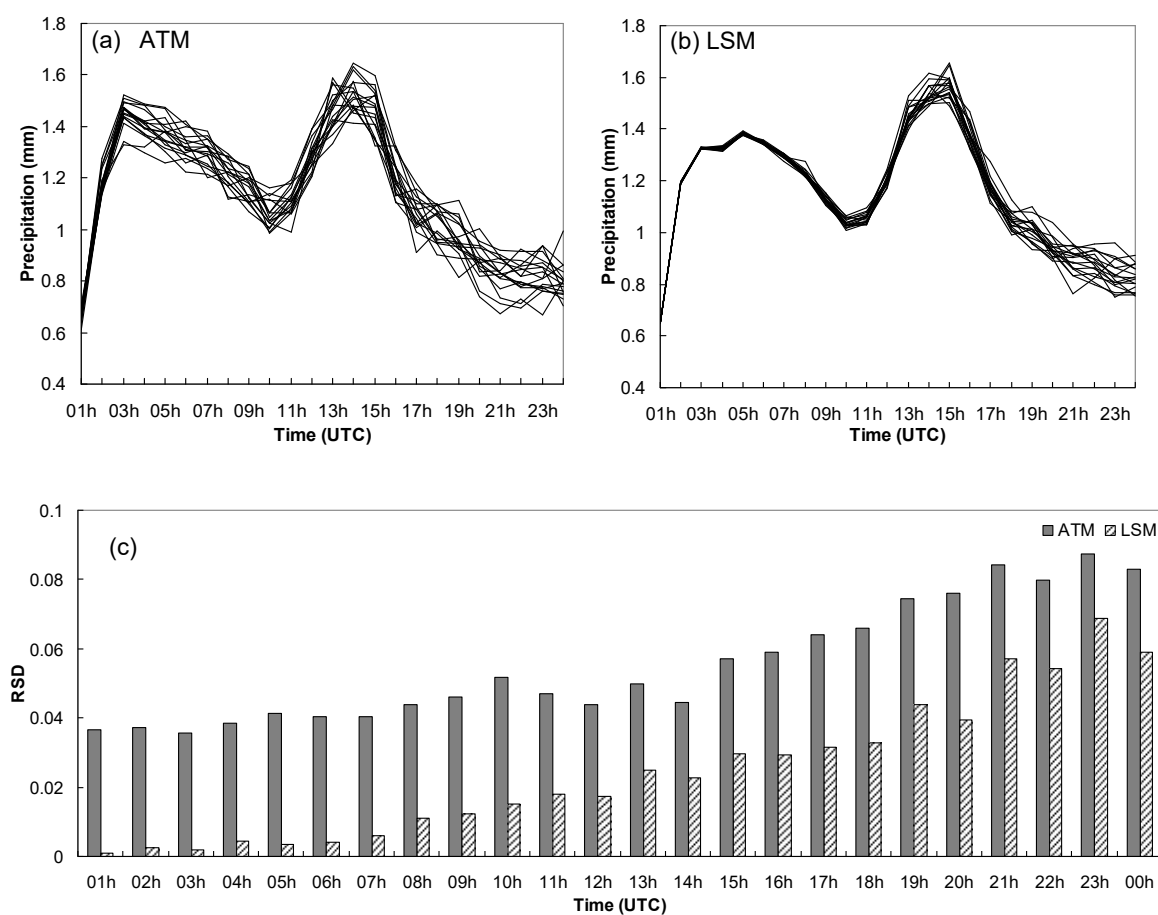 (a) ATM
Precipitation (mm)
1.8
1.6
1.4
1.2
1
0.8
0.6
0.4
01h 03h 05h 07h 09h 11h 13h 15h 17h 19h 21h 23h
Time (UTC)
(b) LSM
Precipitation (mm)
1.8
1.6
1.4
1.2
1
0.8
0.6
0.4
01h 03h 05h 07h 09h 11h 13h 15h 17h 19h 21h 23h
Time (UTC)
(c)
ATM LSM
RSD
0.1
0.08
0.06
0.04
0.02
0
01h 02h 03h 04h 05h 06h 07h 08h 09h 10h 11h 12h 13h 14h 15h 16h 17h 18h 19h 20h 21h 22h 23h 00h
Time (UTC)